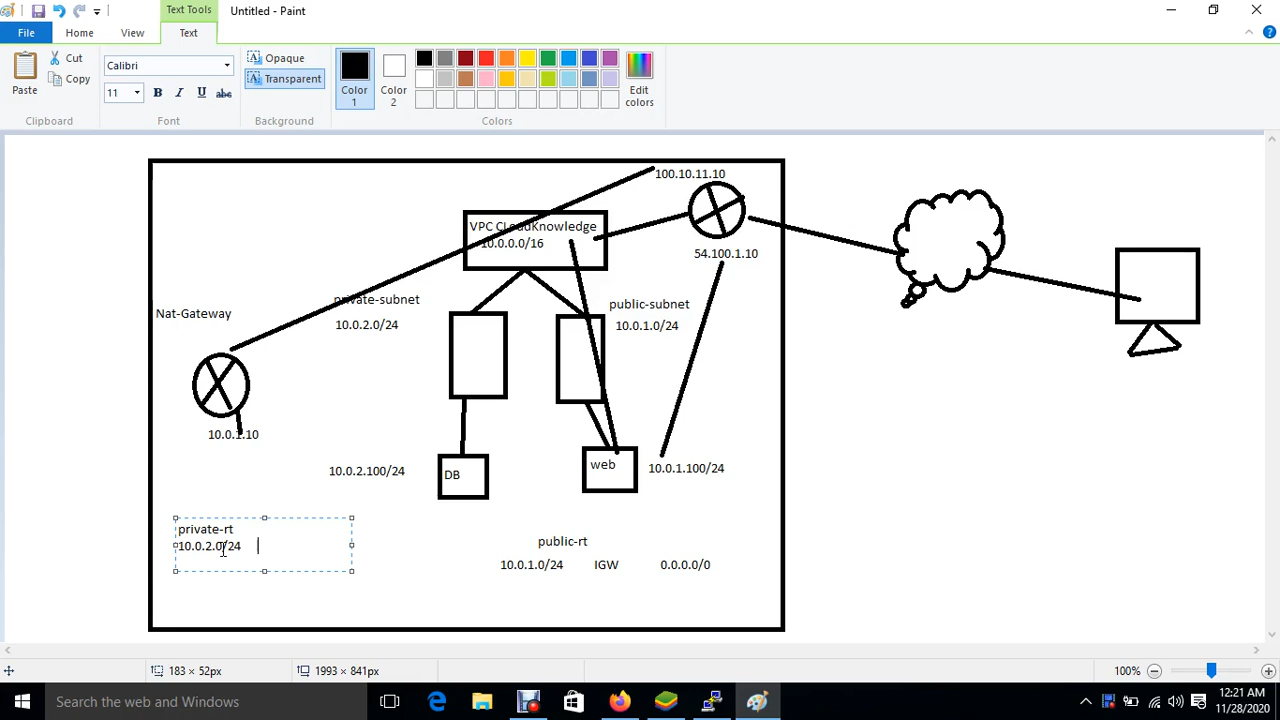 Text Tools
Untitled - Paint
File
Home
View
Text
Paste
Cut
Copy
Clipboard
Calibri
11
B
I
U
abc
Font
A
Opaque
A
Transparent
Background
Color
1
Color
2
Edit
colors
Colors
100.10.11.10
VPC CLoudKnowledge
10.0.0.0/16
54.100.1.10
private-subnet
10.0.2.0/24
public-subnet
10.0.1.0/24
Nat-Gateway
10.0.1.10
10.0.2.100/24
DB
web
10.0.1.100/24
private-rt
10.0.2.0/24
public-rt
10.0.1.0/24 IGW 0.0.0.0/0
183 × 52px
1993 × 841px
100%
Search the web and Windows
12:21 AM
11/28/2020